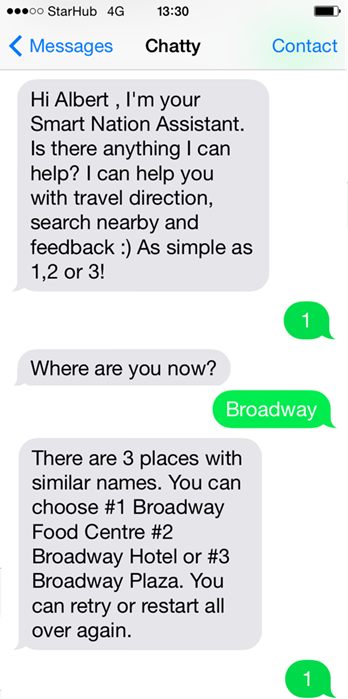 StarHub 4G 13:30
Messages Chatty Contact
Hi Albert , I'm your
Smart Nation Assistant.
Is there anything I can
help? I can help you
with travel direction,
search nearby and
feedback :) As simple as
1,2 or 3!
1
Where are you now?
Broadway
There are 3 places with
similar names. You can
choose #1 Broadway
Food Centre #2
Broadway Hotel or #3
Broadway Plaza. You
can retry or restart all
over again.
1